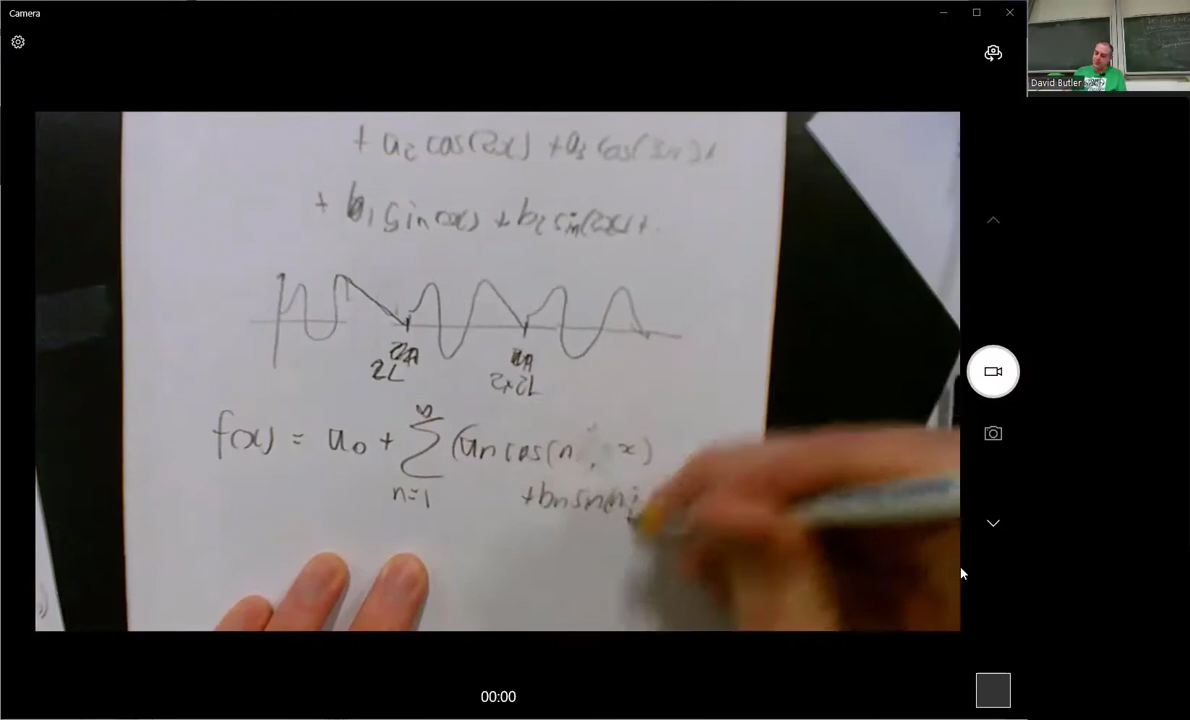 Camera
David Butler
+ a₂ cos(2x) + a₃ cos(3x) +
+ b₁ sin(x) + b₂ sin(2x) + .
2L
2×2L
f(x) = a₀ + ∑ (aₙ cos(n x)
∞
n=1
+ bₙ sin(n
00:00